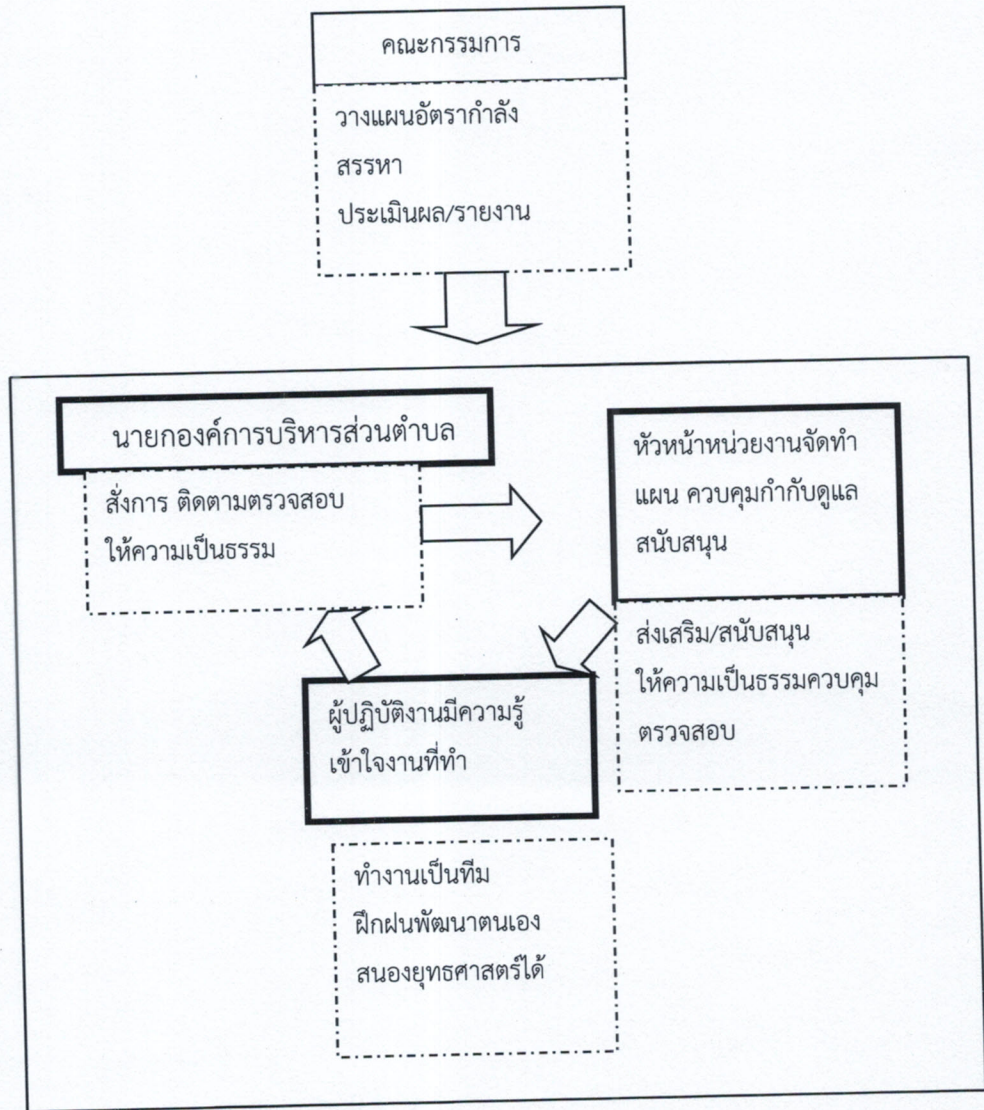 คณะกรรมการ
วางแผนอัตรากำลัง
สรรหา
ประเมินผล/รายงาน
นายกองค์การบริหารส่วนตำบล
สั่งการ ติดตามตรวจสอบ
ให้ความเป็นธรรม
หัวหน้าหน่วยงานจัดทำ
แผน ควบคุมกำกับดูแล
สนับสนุน
ส่งเสริม/สนับสนุน
ให้ความเป็นธรรมควบคุม
ตรวจสอบ
ผู้ปฏิบัติงานมีความรู้
เข้าใจงานที่ทำ
ทำงานเป็นทีม
ฝึกฝนพัฒนาตนเอง
สนองยุทธศาสตร์ได้